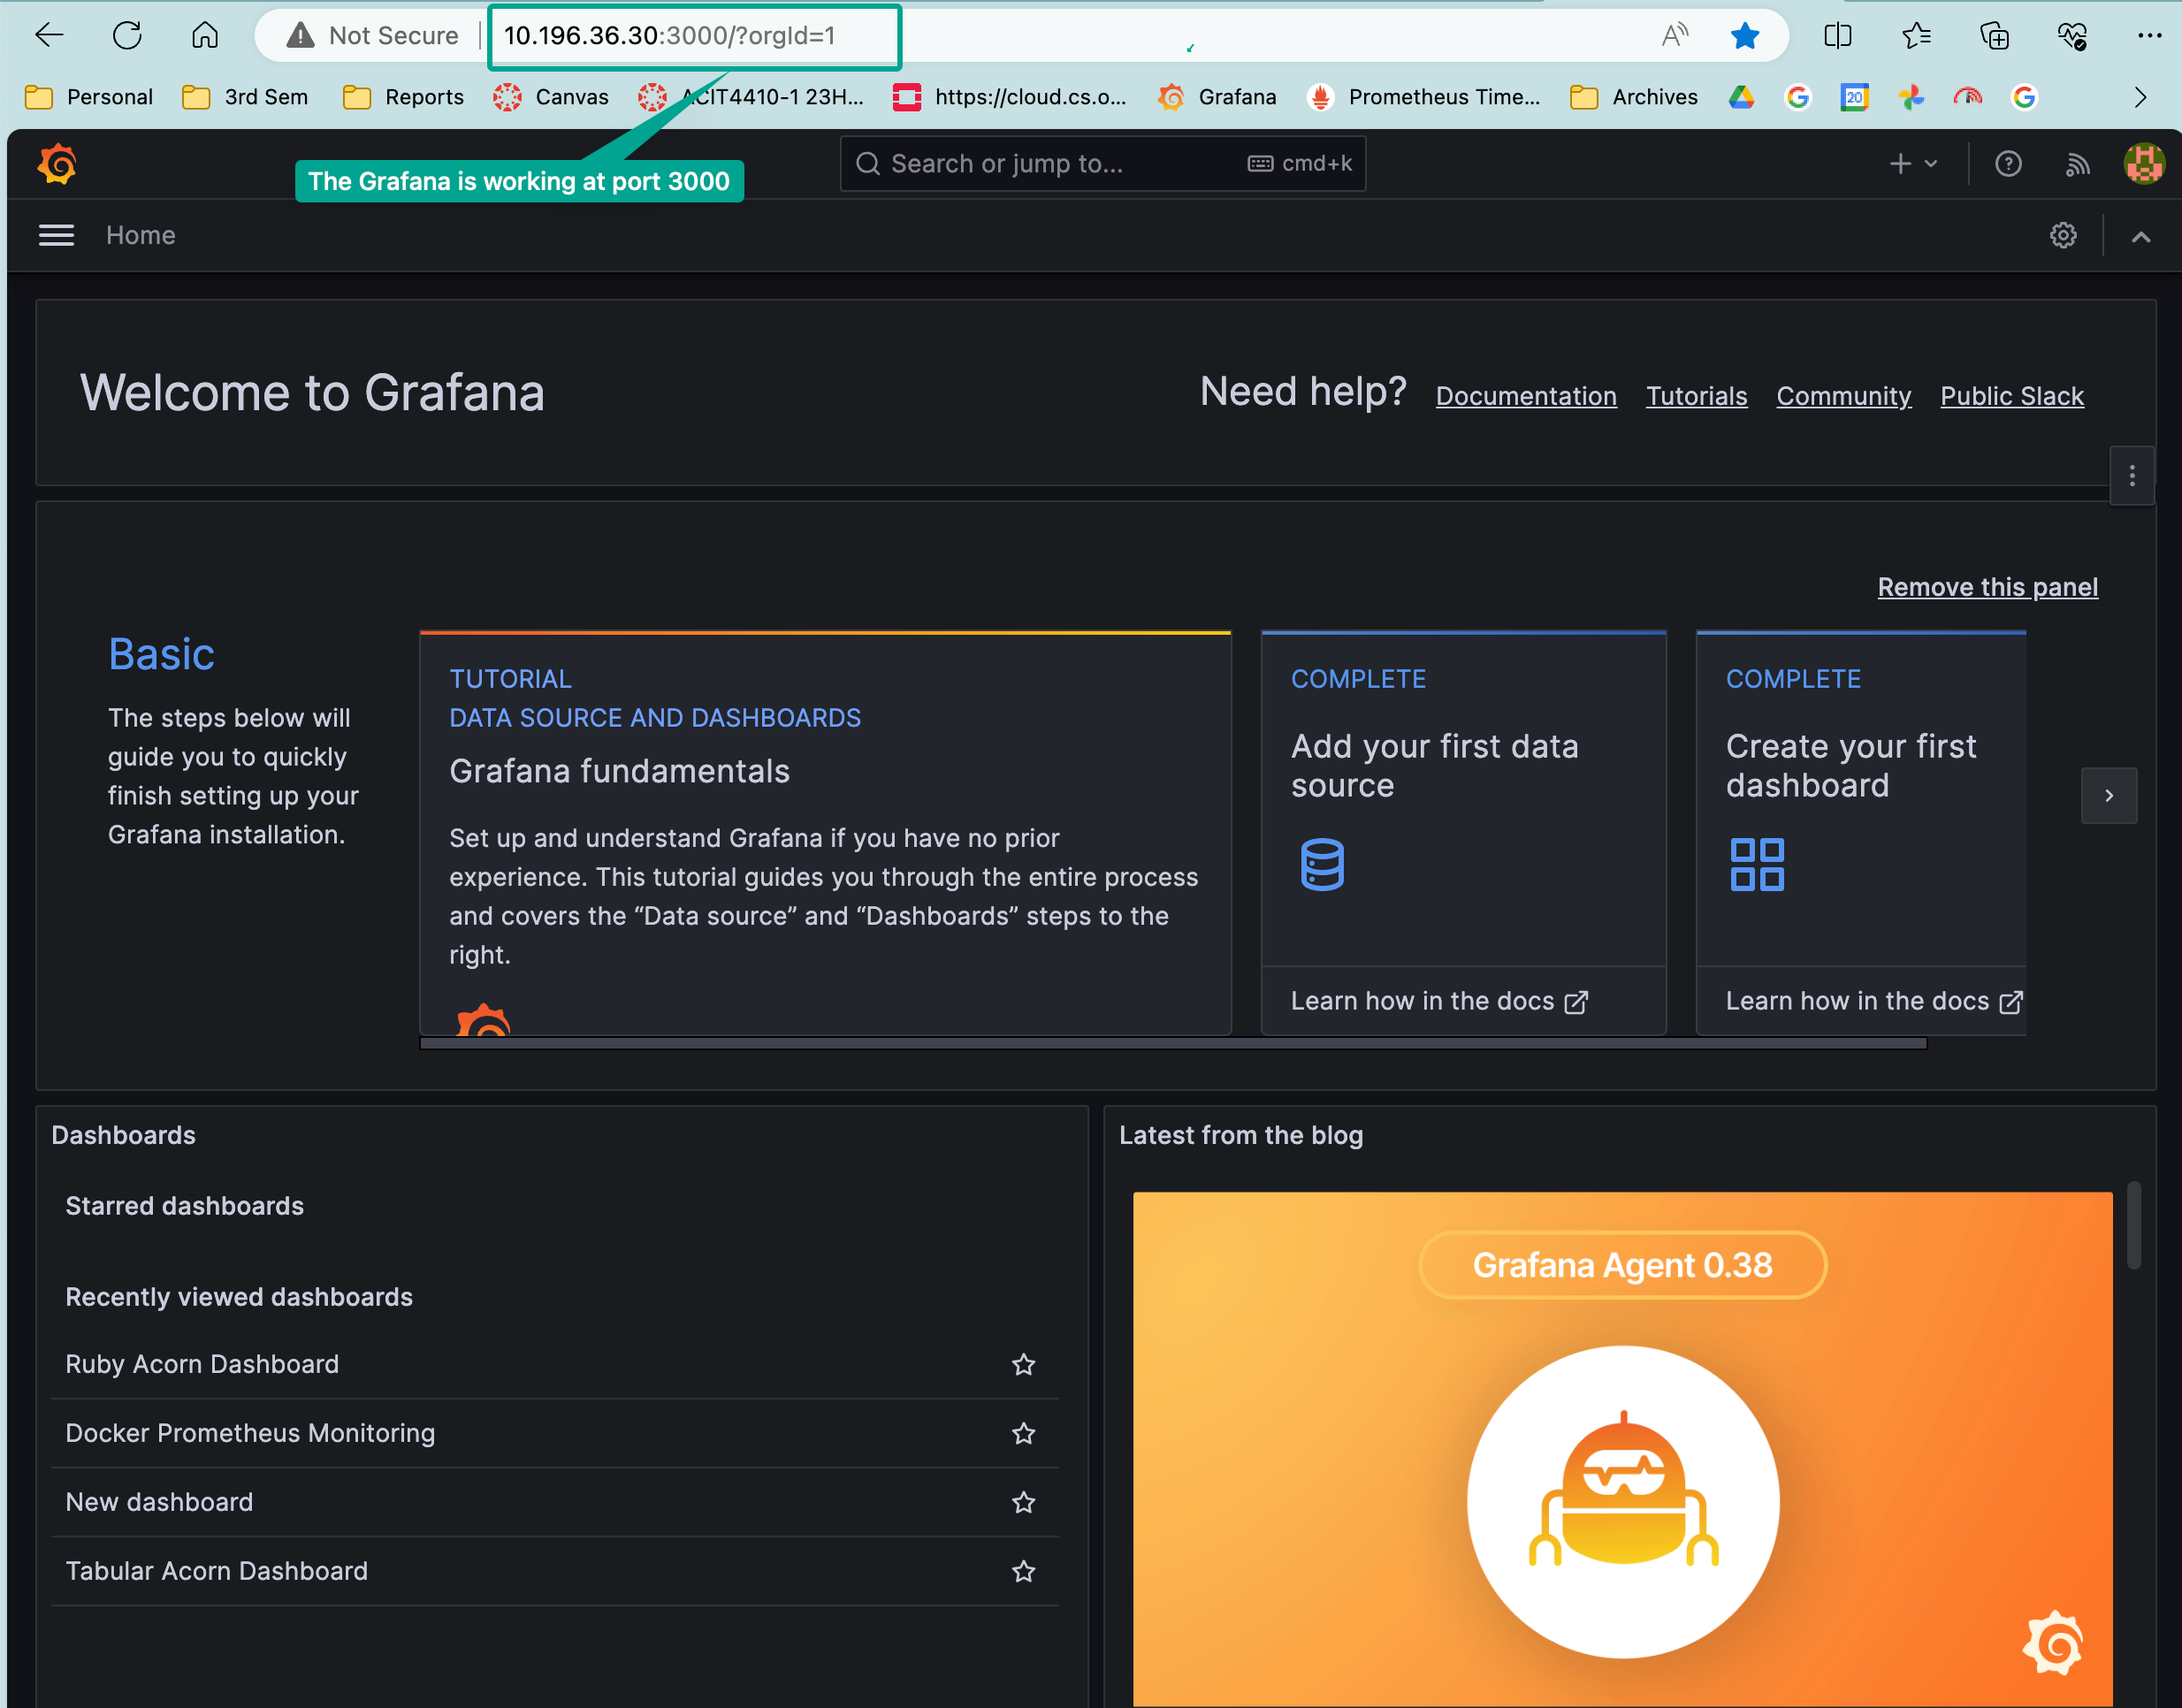 Not Secure
10.196.36.30:3000/?orgId=1
Personal
3rd Sem
Reports
Canvas
ACIT4410-1 23H...
https://cloud.cs.o...
Grafana
Prometheus Time...
Archives
20
The Grafana is working at port 3000
Search or jump to...
cmd+k
Home
Welcome to Grafana
Need help?
Documentation
Tutorials
Community
Public Slack
Remove this panel
Basic
The steps below will
guide you to quickly
finish setting up your
Grafana installation.
TUTORIAL
DATA SOURCE AND DASHBOARDS
Grafana fundamentals
Set up and understand Grafana if you have no prior
experience. This tutorial guides you through the entire process
and covers the “Data source” and “Dashboards” steps to the
right.
COMPLETE
Add your first data
source
Learn how in the docs
COMPLETE
Create your first
dashboard
Learn how in the docs
Dashboards
Starred dashboards
Recently viewed dashboards
Ruby Acorn Dashboard
Docker Prometheus Monitoring
New dashboard
Tabular Acorn Dashboard
Latest from the blog
Grafana Agent 0.38